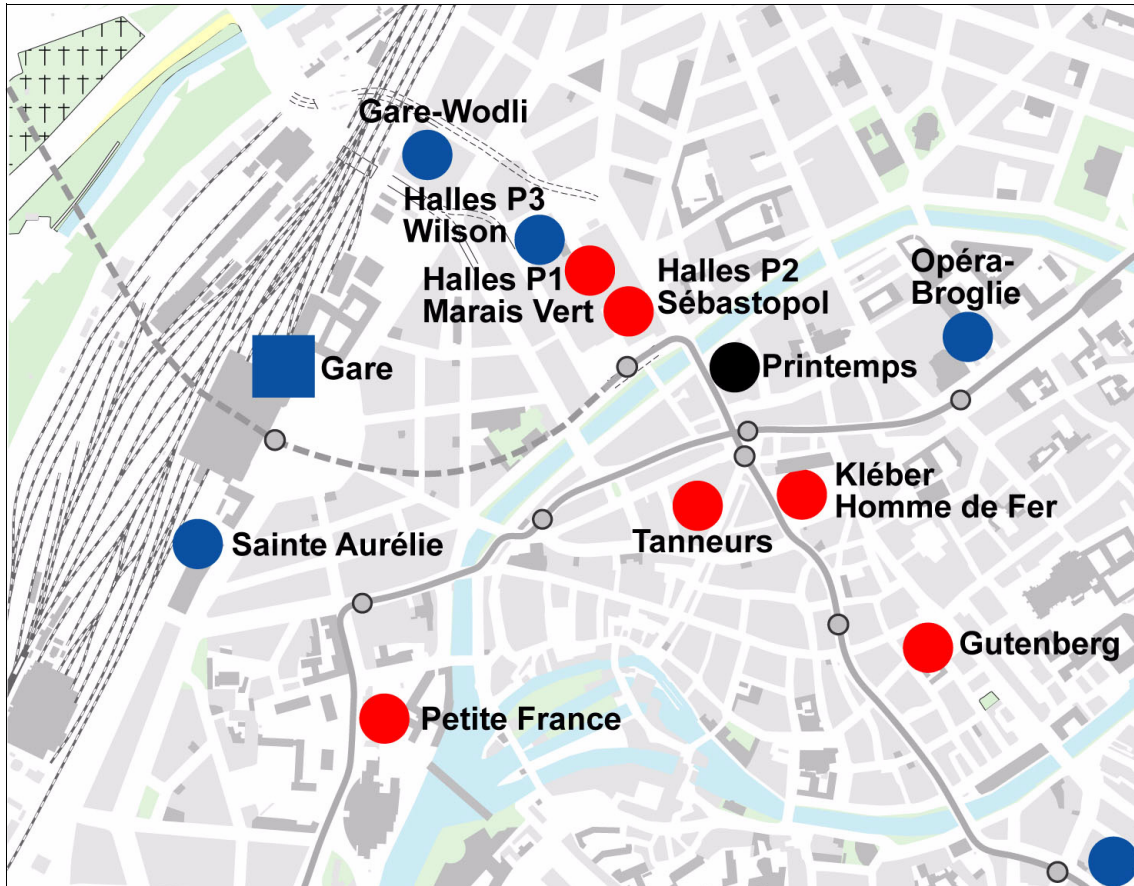 Gare-Wodli
Halles P3
Wilson
Halles P1
Marais Vert
Halles P2
Sébastopol
Opéra-
Broglie
Gare
Printemps
Kléber
Homme de Fer
Tanneurs
Sainte Aurélie
Gutenberg
Petite France